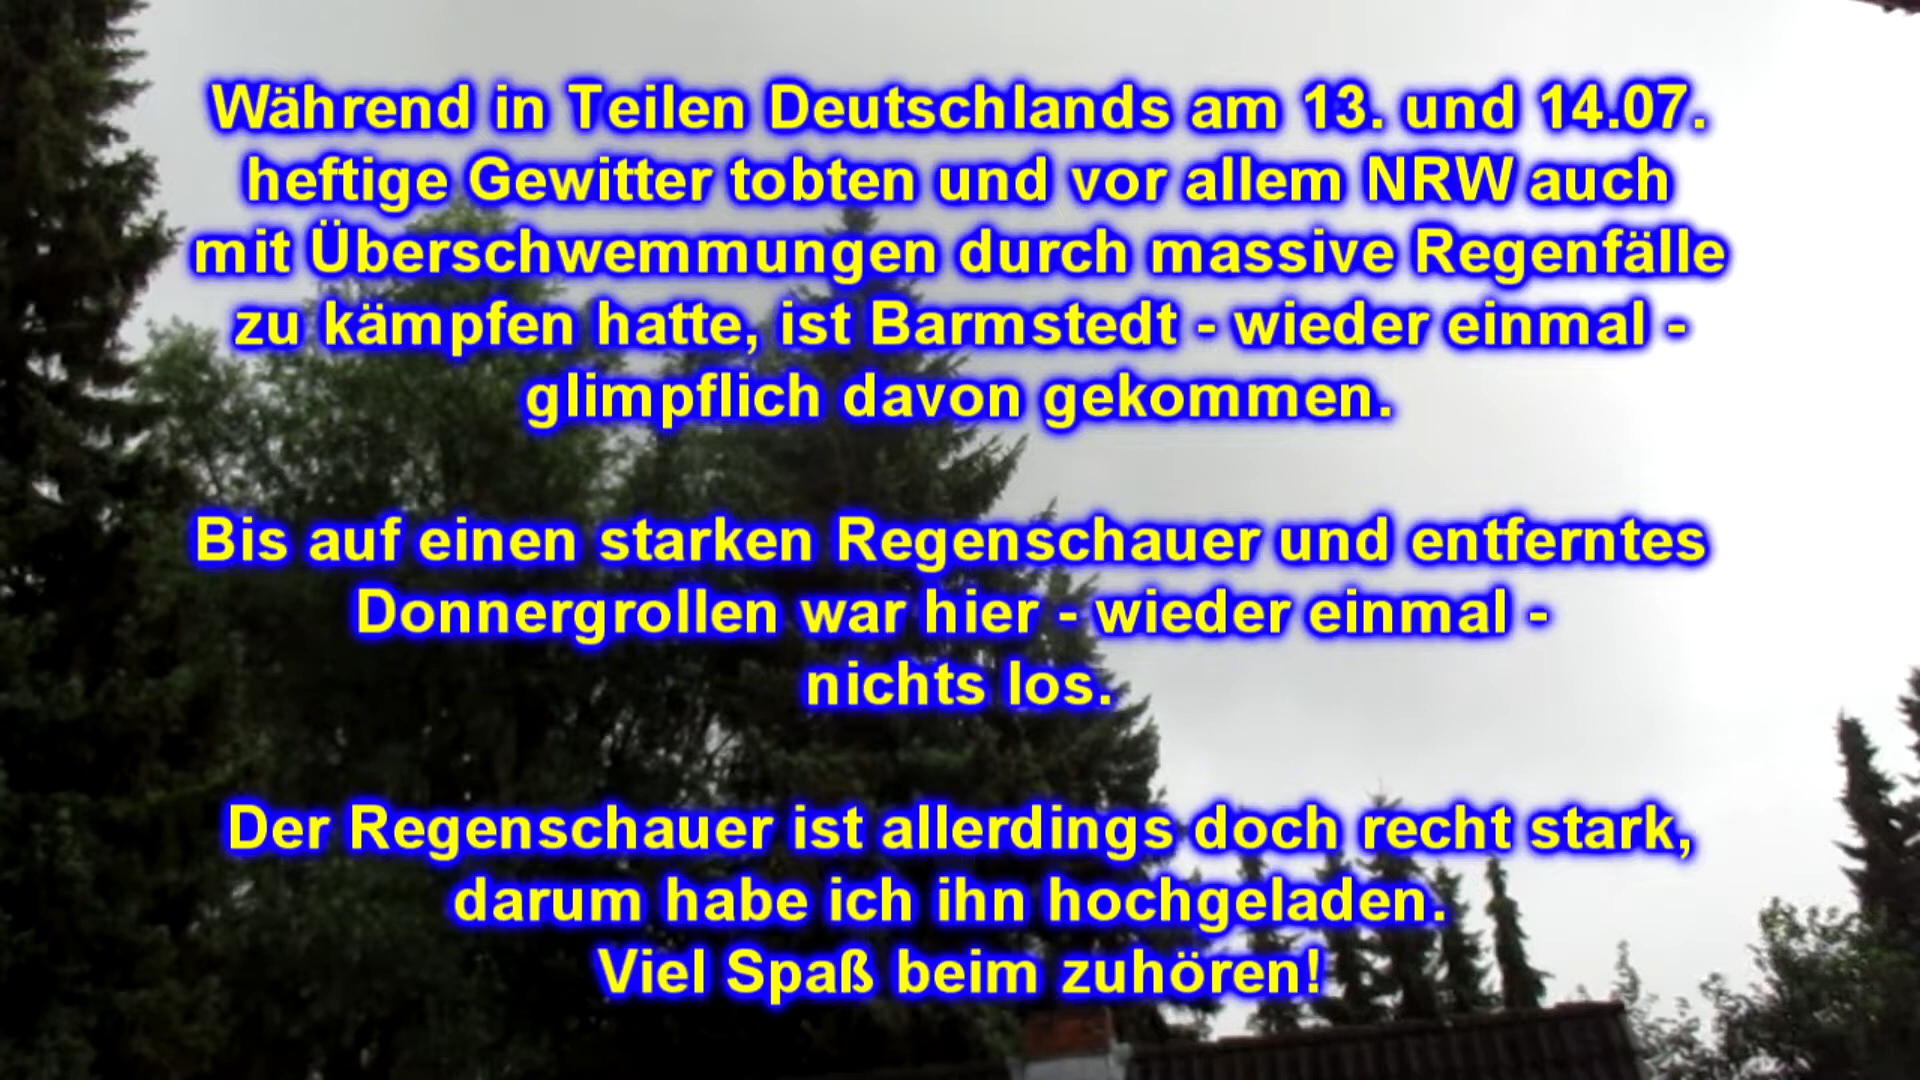 Während in Teilen Deutschlands am 13. und 14.07.
heftige Gewitter tobten und vor allem NRW auch
mit Überschwemmungen durch massive Regenfälle
zu kämpfen hatte, ist Barmstedt - wieder einmal -
glimpflich davon gekommen.
Bis auf einen starken Regenschauer und entferntes
Donnergrollen war hier - wieder einmal -
nichts los.
Der Regenschauer ist allerdings doch recht stark,
darum habe ich ihn hochgeladen.
Viel Spaß beim zuhören!